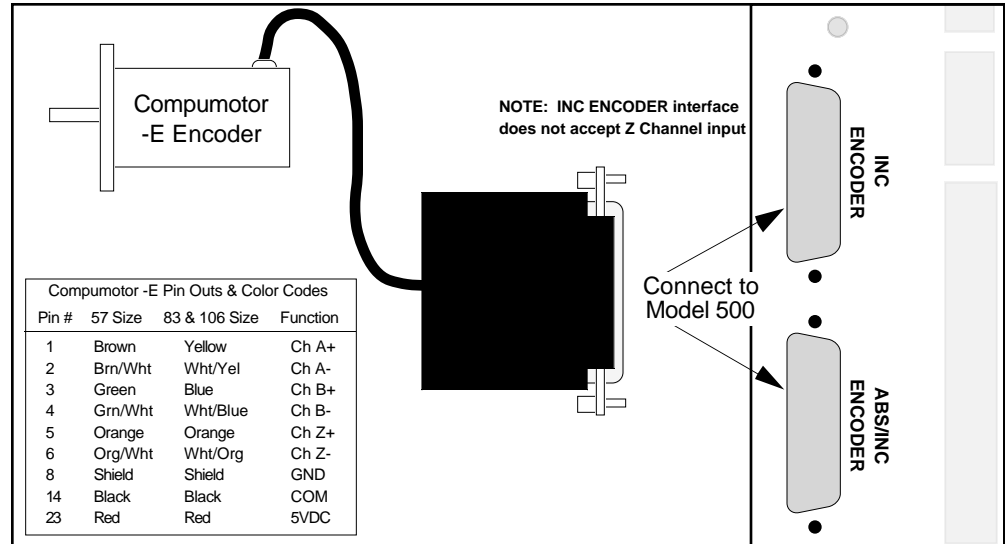 Compumotor
-E Encoder
NOTE: INC ENCODER interface
does not accept Z Channel input
INC
ENCODER
Connect to
Model 500
ABS/INC
ENCODER
Compumotor -E Pin Outs & Color Codes
Pin # 57 Size 83 & 106 Size Function
1 Brown Yellow Ch A+
2 Brn/Wht Wht/Yel Ch A-
3 Green Blue Ch B+
4 Grn/Wht Wht/Blue Ch B-
5 Orange Orange Ch Z+
6 Org/Wht Wht/Org Ch Z-
8 Shield Shield GND
14 Black Black COM
23 Red Red 5VDC